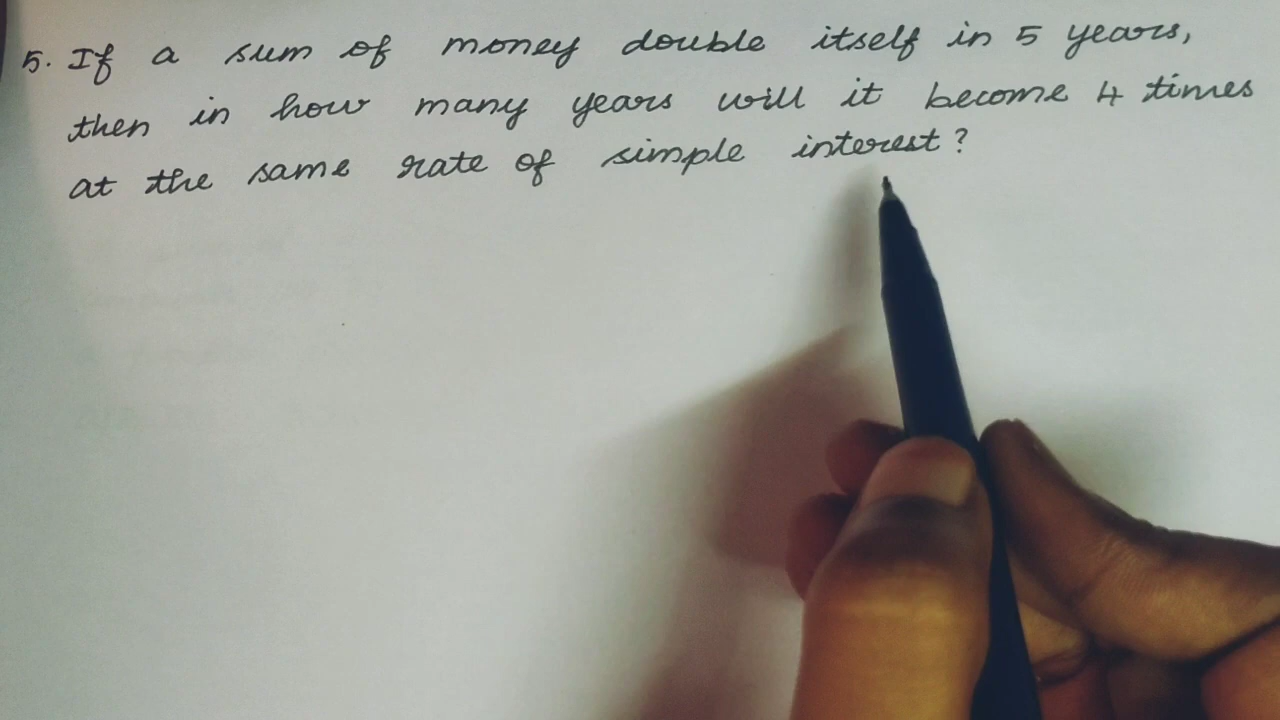 5. If a sum of money double itself in 5 years,
then in how many years will it become 4 times
at the same rate of simple interest?